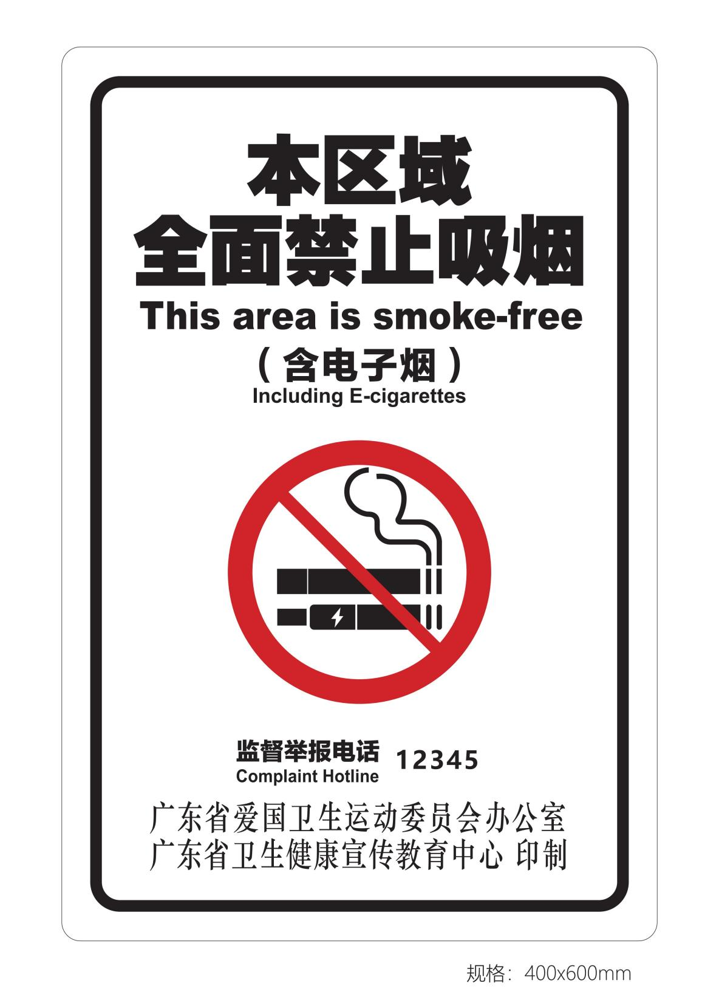 本区域
全面禁止吸烟
This area is smoke-free
（含电子烟）
Including E-cigarettes
监督举报电话 12345
Complaint Hotline
广东省爱国卫生运动委员会办公室
广东省卫生健康宣传教育中心 印制
规格：400x600mm